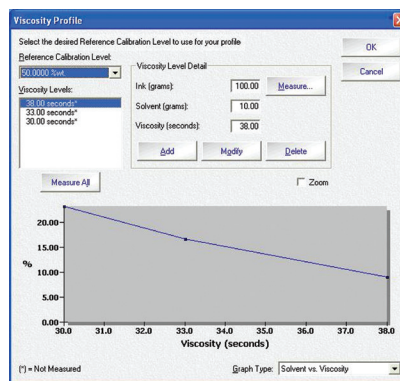 Viscosity Profile
Select the desired Reference Calibration Level to use for your profile
Reference Calibration Level:
50.0000 %wt.
Viscosity Levels:
38.00 seconds*
33.00 seconds*
30.00 seconds*
Viscosity Level Detail
Ink (grams):
100.00
Measure...
Solvent (grams):
10.00
Viscosity (seconds):
38.00
Add
Modify
Delete
OK
Cancel
Measure All
Zoom
20.00
15.00
10.00
5.00
0.00
%
30.0 31.0 32.0 33.0 34.0 35.0 36.0 37.0 38.0
Viscosity (seconds)
(*) = Not Measured
Graph Type:
Solvent vs. Viscosity